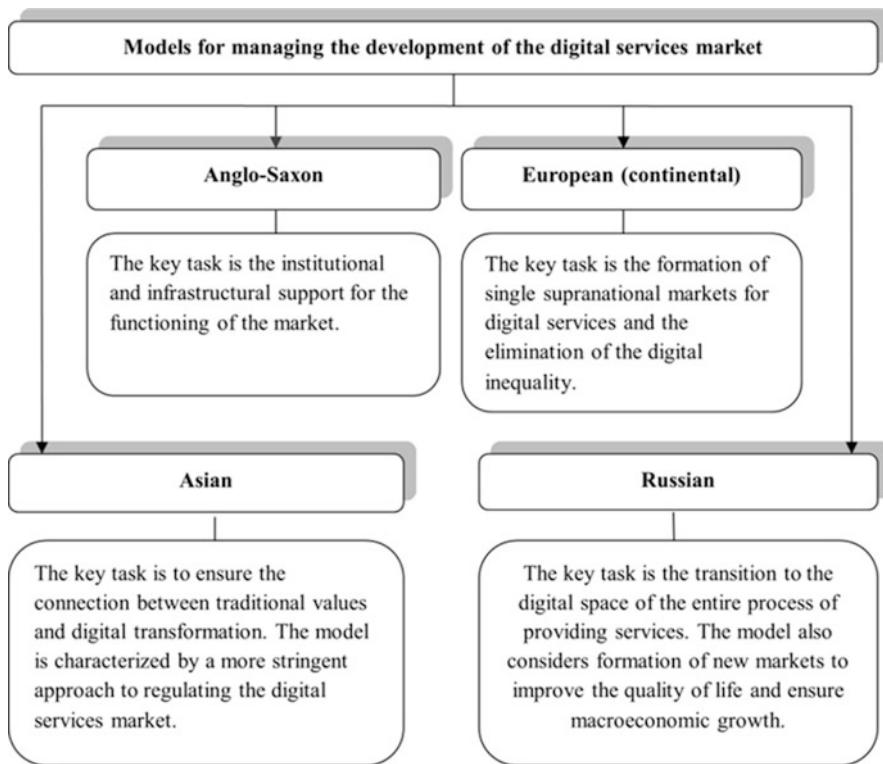 Models for managing the development of the digital services market
Anglo-Saxon
The key task is the institutional
and infrastructural support for the
functioning of the market.
European (continental)
The key task is the formation of
single supranational markets for
digital services and the
elimination of the digital
inequality.
Asian
The key task is to ensure the
connection between traditional values
and digital transformation. The model
is characterized by a more stringent
approach to regulating the digital
services market.
Russian
The key task is the transition to the
digital space of the entire process of
providing services. The model also
considers formation of new markets to
improve the quality of life and ensure
macroeconomic growth.